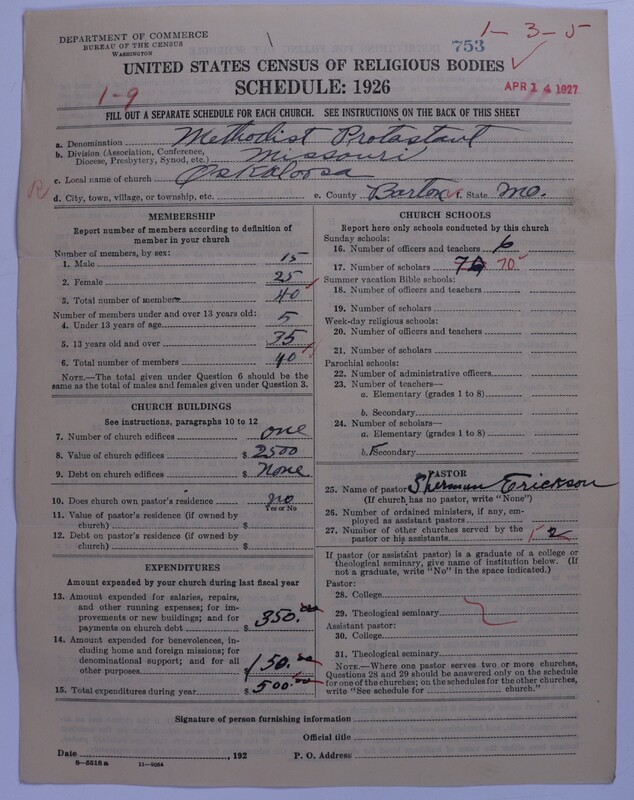 DEPARTMENT OF COMMERCE
BUREAU OF THE CENSUS
WASHINGTON
1-3-5
753
UNITED STATES CENSUS OF RELIGIOUS BODIES
SCHEDULE: 1926
APR 14 1927
1-9
FILL OUT A SEPARATE SCHEDULE FOR EACH CHURCH. SEE INSTRUCTIONS ON THE BACK OF THIS SHEET
a. Denomination Methodist Protastant
b. Division (Association, Conference, Diocese, Presbytery, Synod, etc.) Missouri
c. Local name of church Oskaloosa
R
d. City, town, village, or township, etc. e. County Barton f. State Mo.
MEMBERSHIP
Report number of members according to definition of
member in your church
Number of members, by sex:
1. Male 15
2. Female 25
3. Total number of members 40
Number of members under and over 13 years old:
4. Under 13 years of age 5
5. 13 years old and over 35
6. Total number of members 40
NOTE.—The total given under Question 6 should be
same as the total of males and females given under Question 3.
CHURCH BUILDINGS
See instructions, paragraphs 10 to 12
7. Number of church edifices one
8. Value of church edifices $ 2500
9. Debt on church edifices $ None
10. Does church own pastor's residence no
Yes or No
11. Value of pastor's residence (if owned by
church) $
12. Debt on pastor's residence (if owned by
church) $
EXPENDITURES
Amount expended by your church during last fiscal year
13. Amount expended for salaries, repairs,
and other running expenses; for im-
provements or new buildings; and for
payments on church debt $ 350.00
14. Amount expended for benevolences, in-
cluding home and foreign missions; for
denominational support; and for all
other purposes $ 150.00
15. Total expenditures during year $ 500.00
CHURCH SCHOOLS
Report here only schools conducted by this church
Sunday schools:
16. Number of officers and teachers 6
17. Number of scholars 76 70
Summer vacation Bible schools:
18. Number of officers and teachers
19. Number of scholars
Week-day religious schools:
20. Number of officers and teachers
21. Number of scholars
Parochial schools:
22. Number of administrative officers
23. Number of teachers—
a. Elementary (grades 1 to 8)
b. Secondary
24. Number of scholars—
a. Elementary (grades 1 to 8)
b. Secondary
PASTOR
25. Name of pastor Sherman Erickson
(If church has no pastor, write "None")
26. Number of ordained ministers, if any, em-
ployed as assistant pastors
27. Number of other churches served by the
pastor or his assistants 2
If pastor (or assistant pastor) is a graduate of a college or
theological seminary, give name of institution below. (If
not a graduate, write "No" in the space indicated.)
Pastor:
28. College
29. Theological seminary
Assistant pastor:
30. College
31. Theological seminary
NOTE.—Where one pastor serves two or more churches,
Questions 28 and 29 should be answered only on the schedule
for one of the churches; on the schedules for the other churches,
write "See schedule for church."
Signature of person furnishing information
Official title
Date , 192 P. O. Address
8-5518a 11-9054